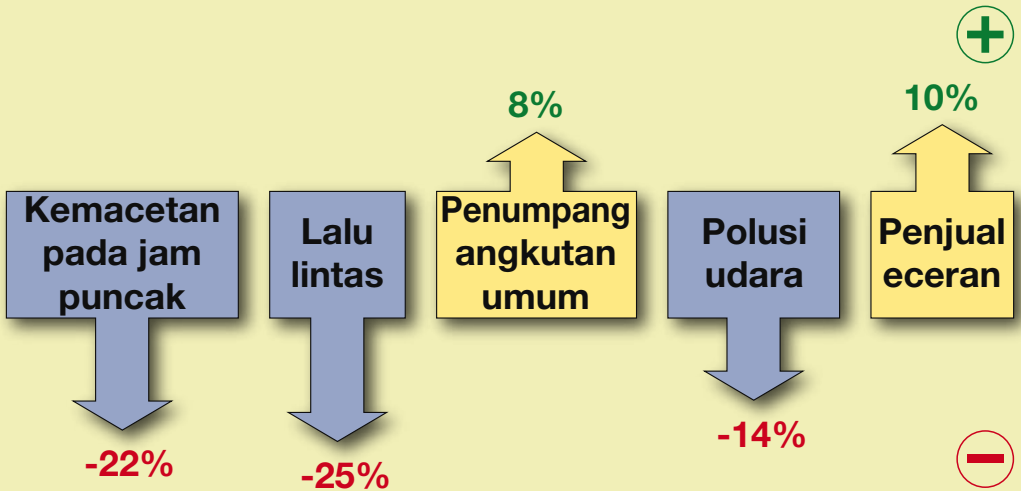 8%
10%
Kemacetan
pada jam
puncak
Lalu
lintas
Penumpang
angkutan
umum
Polusi
udara
Penjual
eceran
-22%
-25%
-14%